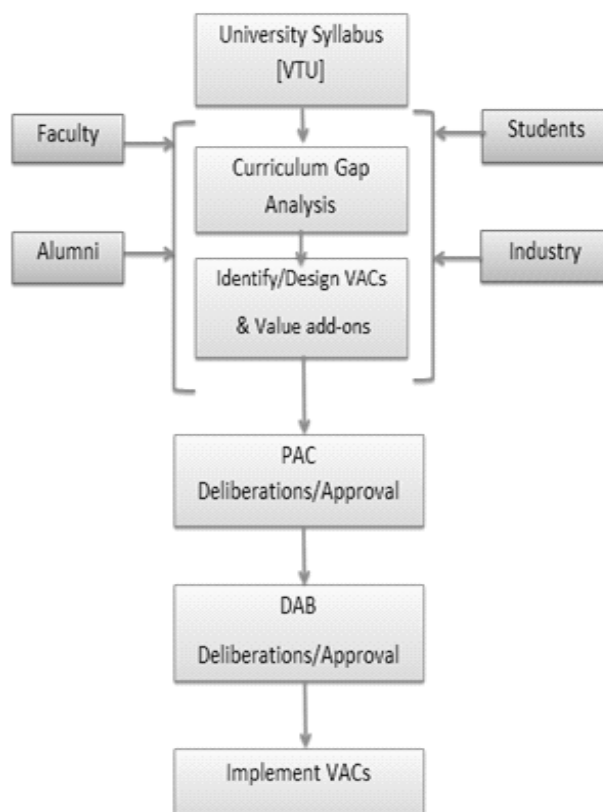 University Syllabus
[VTU]
Faculty
Students
Curriculum Gap
Analysis
Alumni
Industry
Identify/Design VACs
& Value add-ons
PAC
Deliberations/Approval
DAB
Deliberations/Approval
Implement VACs